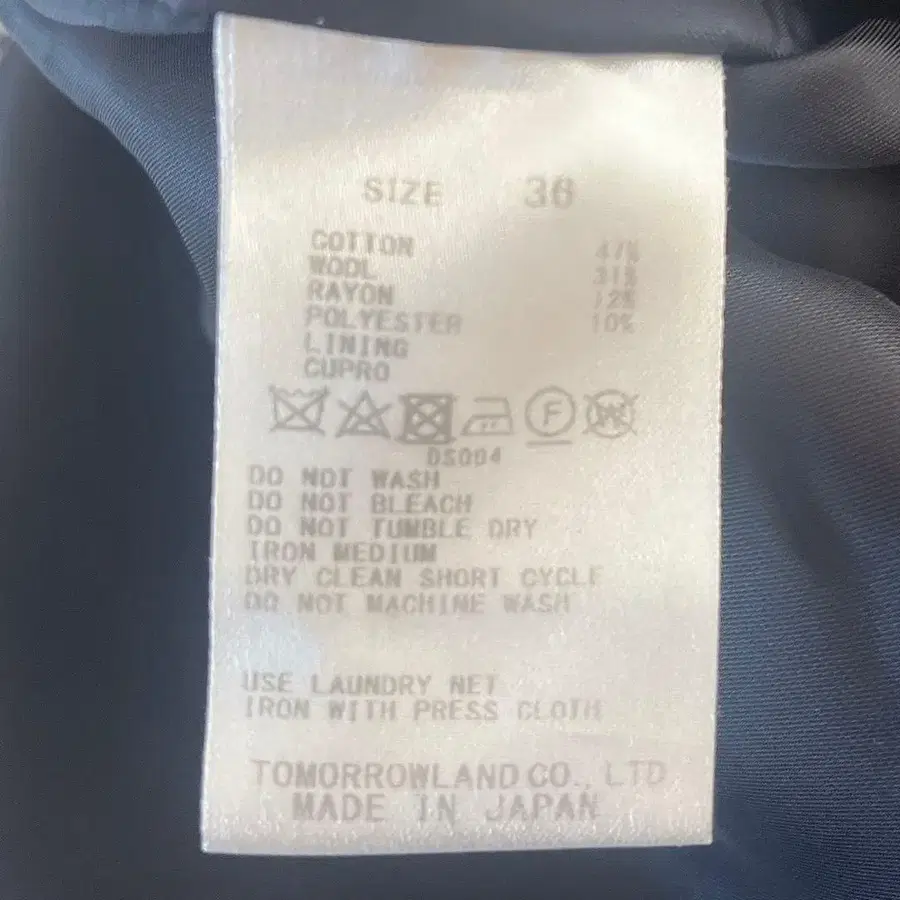 SIZE 36
COTTON 47%
WOOL 31%
RAYON 12%
POLYESTER 10%
LINING
CUPRO
F W
DS004
DO NOT WASH
DO NOT BLEACH
DO NOT TUMBLE DRY
IRON MEDIUM
DRY CLEAN SHORT CYCLE
DO NOT MACHINE WASH
USE LAUNDRY NET
IRON WITH PRESS CLOTH
TOMORROWLAND CO., LTD
MADE IN JAPAN